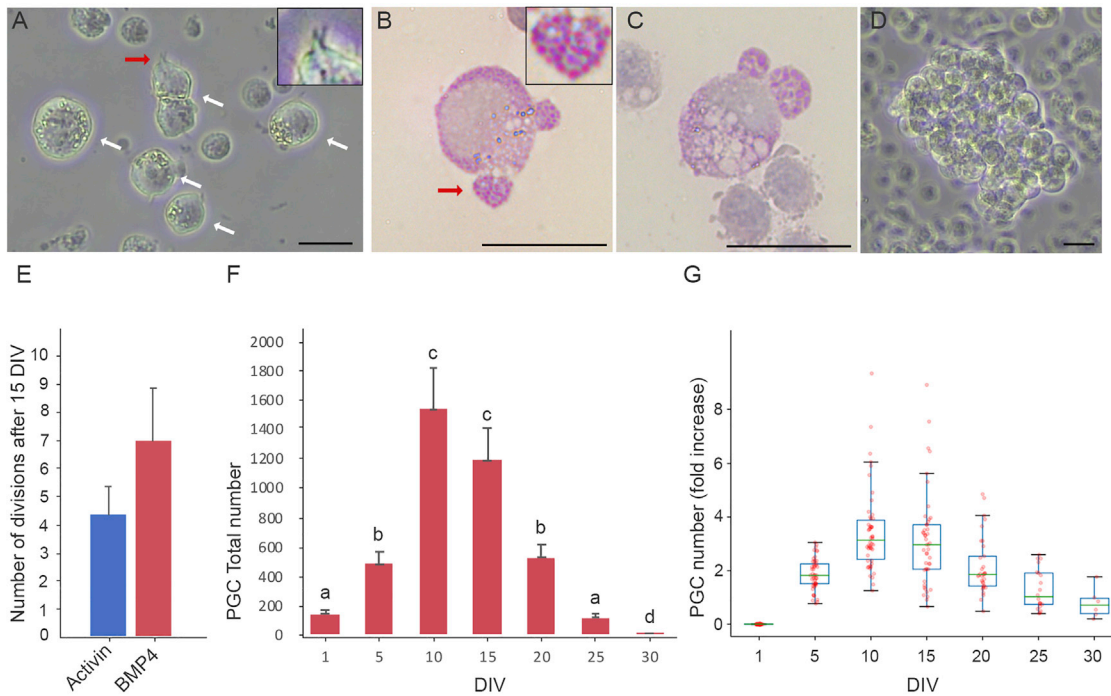 A
B
C
D
E
F
G
Number of divisions after 15 DIV
10
9
8
7
6
5
4
3
2
1
0
Activin
BMP4
PGC Total number
2000
1800
1600
1400
1200
1000
800
600
400
200
0
a
b
c
c
b
a
d
1 5 10 15 20 25 30
DIV
PGC number (fold increase)
10
8
6
4
2
0
1 5 10 15 20 25 30
DIV